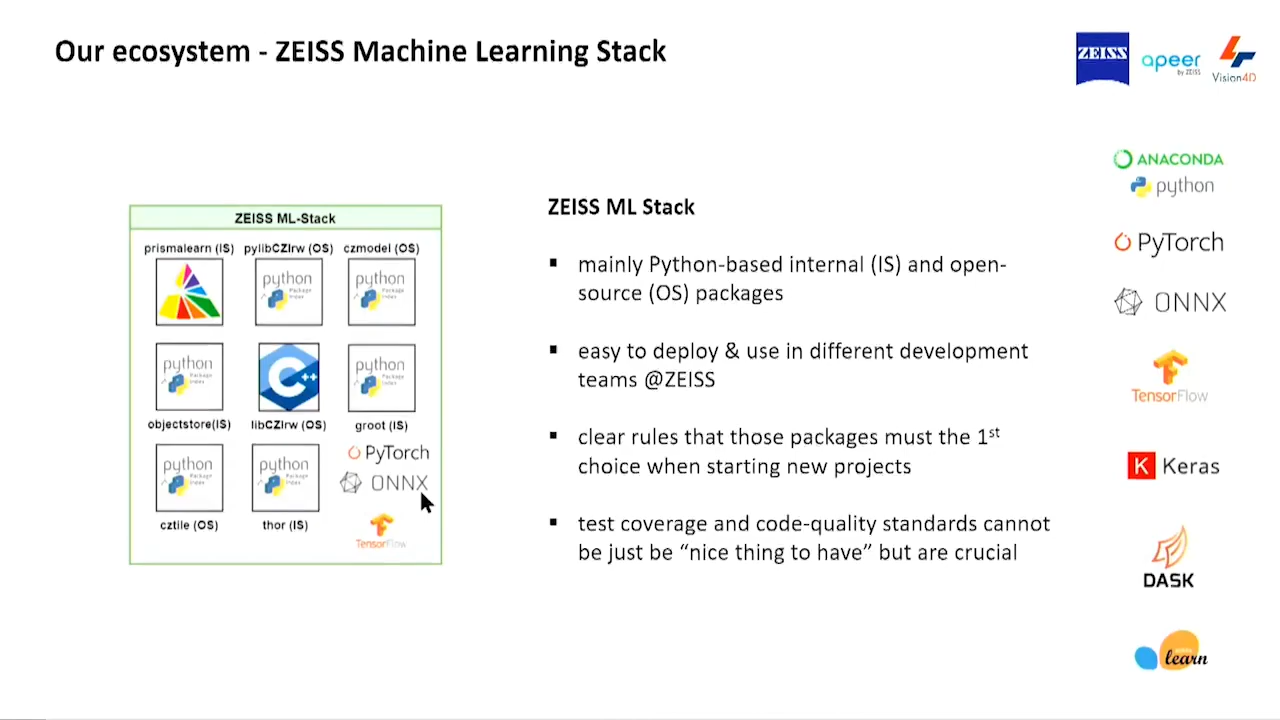 Our ecosystem - ZEISS Machine Learning Stack
ZEISS
apeer
by ZEISS
Vision4D
ZEISS ML-Stack
prismalearn (IS) pylibCZIrw (OS) czmodel (OS)
python
Package
Index
python
Package
Index
python
Package
Index
C++
python
Package
Index
objectstore(IS) libCZIrw (OS) groot (IS)
python
Package
Index
python
Package
Index
python
Package
Index
PyTorch
ONNX
TensorFlow
cztile (OS) thor (IS)
ZEISS ML Stack
▪ mainly Python-based internal (IS) and open-
source (OS) packages
▪ easy to deploy & use in different development
teams @ZEISS
▪ clear rules that those packages must the 1st
choice when starting new projects
▪ test coverage and code-quality standards cannot
be just be “nice thing to have” but are crucial
ANACONDA
python
PyTorch
ONNX
TensorFlow
K Keras
DASK
learn